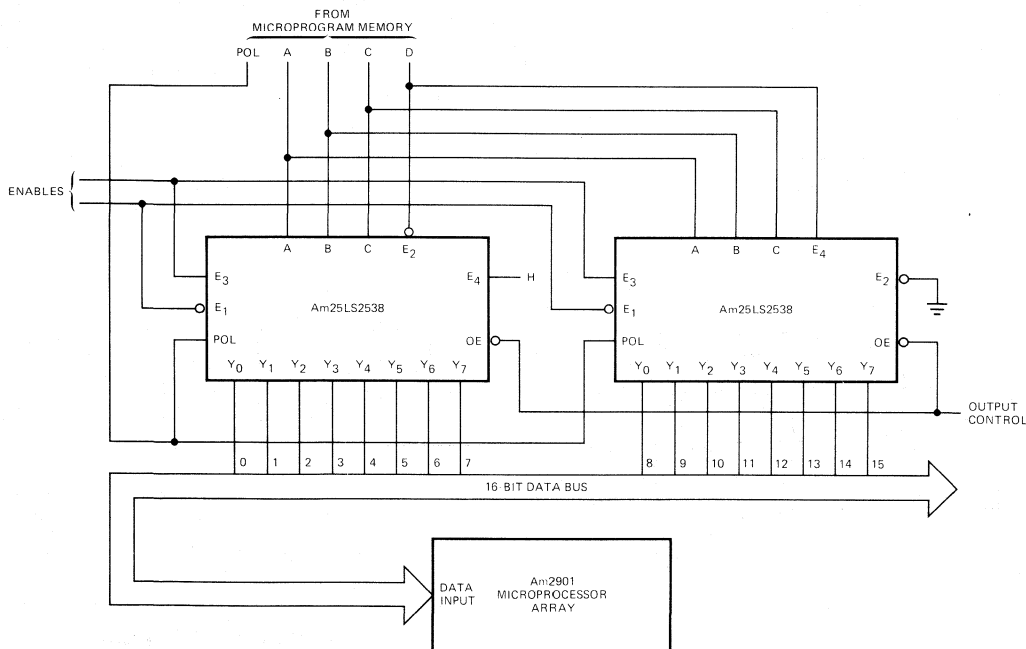 FROM
MICROPROGRAM MEMORY
POL A B C D
ENABLES
A B C E2
E3
E1
POL
Am25LS2538
E4 H
OE
Y0 Y1 Y2 Y3 Y4 Y5 Y6 Y7
A B C E4
E3
E1
POL
Am25LS2538
E2
OE
Y0 Y1 Y2 Y3 Y4 Y5 Y6 Y7
OUTPUT
CONTROL
0 1 2 3 4 5 6 7 8 9 10 11 12 13 14 15
16-BIT DATA BUS
DATA
INPUT
Am2901
MICROPROCESSOR
ARRAY